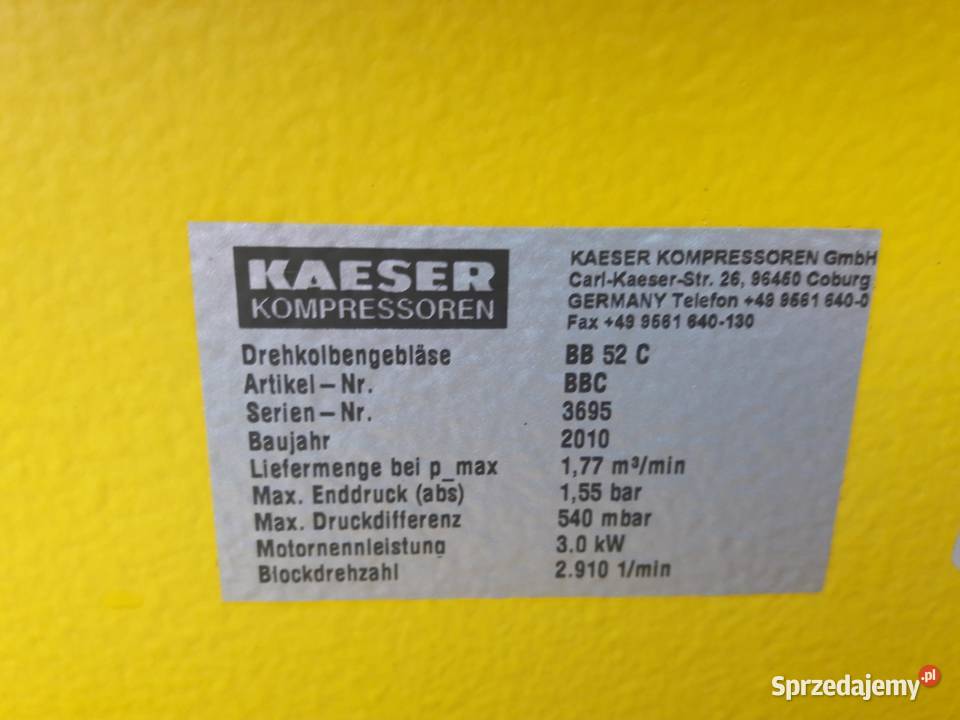 KAESER
KOMPRESSOREN
KAESER KOMPRESSOREN GmbH
Carl-Kaeser-Str. 26, 96450 Coburg
GERMANY Telefon +49 9561 640-0
Fax +49 9561 640-130
Drehkolbengebläse BB 52 C
Artikel-Nr. BBC
Serien-Nr. 3695
Baujahr 2010
Liefermenge bei p_max 1,77 m³/min
Max. Enddruck (abs) 1,55 bar
Max. Druckdifferenz 540 mbar
Motornennleistung 3.0 kW
Blockdrehzahl 2.910 1/min
Sprzedajemy.pl